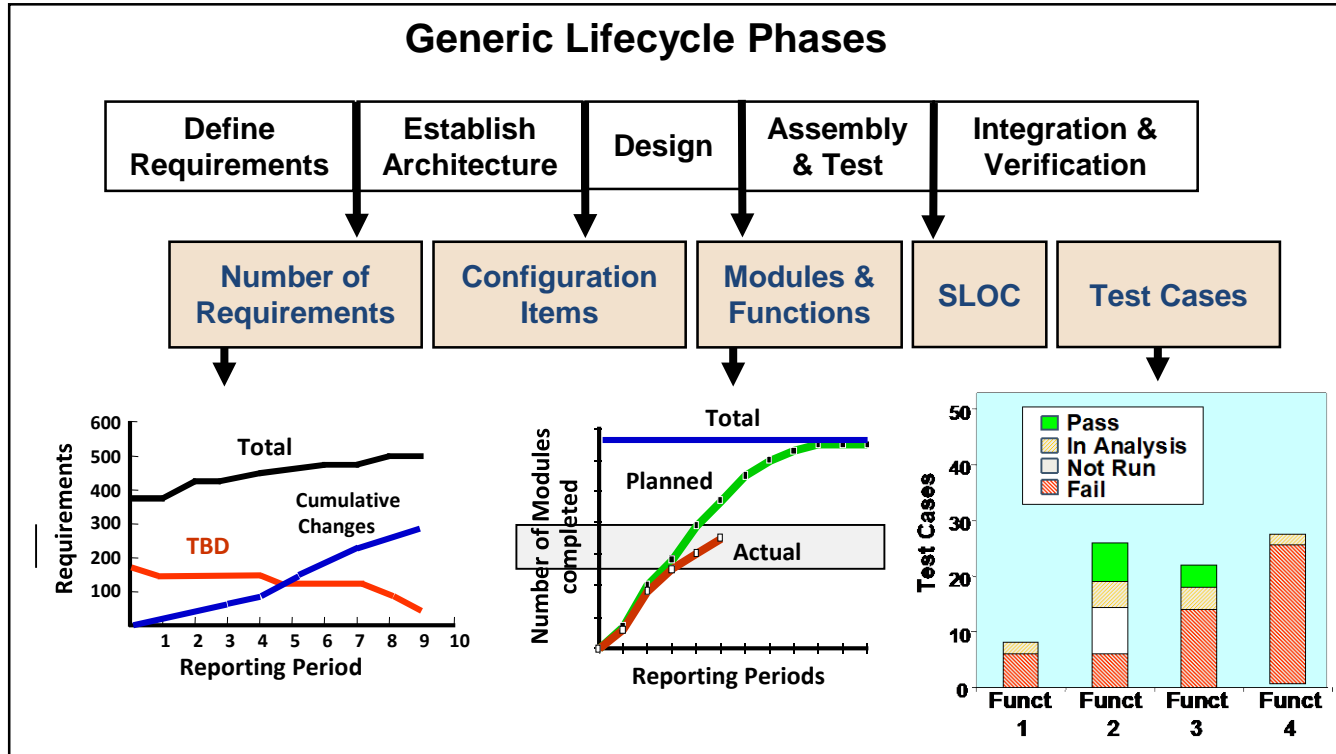 Generic Lifecycle Phases
Define
Requirements
Establish
Architecture
Design
Assembly
& Test
Integration &
Verification
Number of
Requirements
Configuration
Items
Modules &
Functions
SLOC
Test Cases
Requirements
600
500
400
300
200
100
Total
Cumulative
Changes
TBD
1 2 3 4 5 6 7 8 9 10
Reporting Period
Number of Modules
completed
Total
Planned
Actual
Reporting Periods
Test Cases
50
40
30
20
10
0
Pass
In Analysis
Not Run
Fail
Funct
1
Funct
2
Funct
3
Funct
4